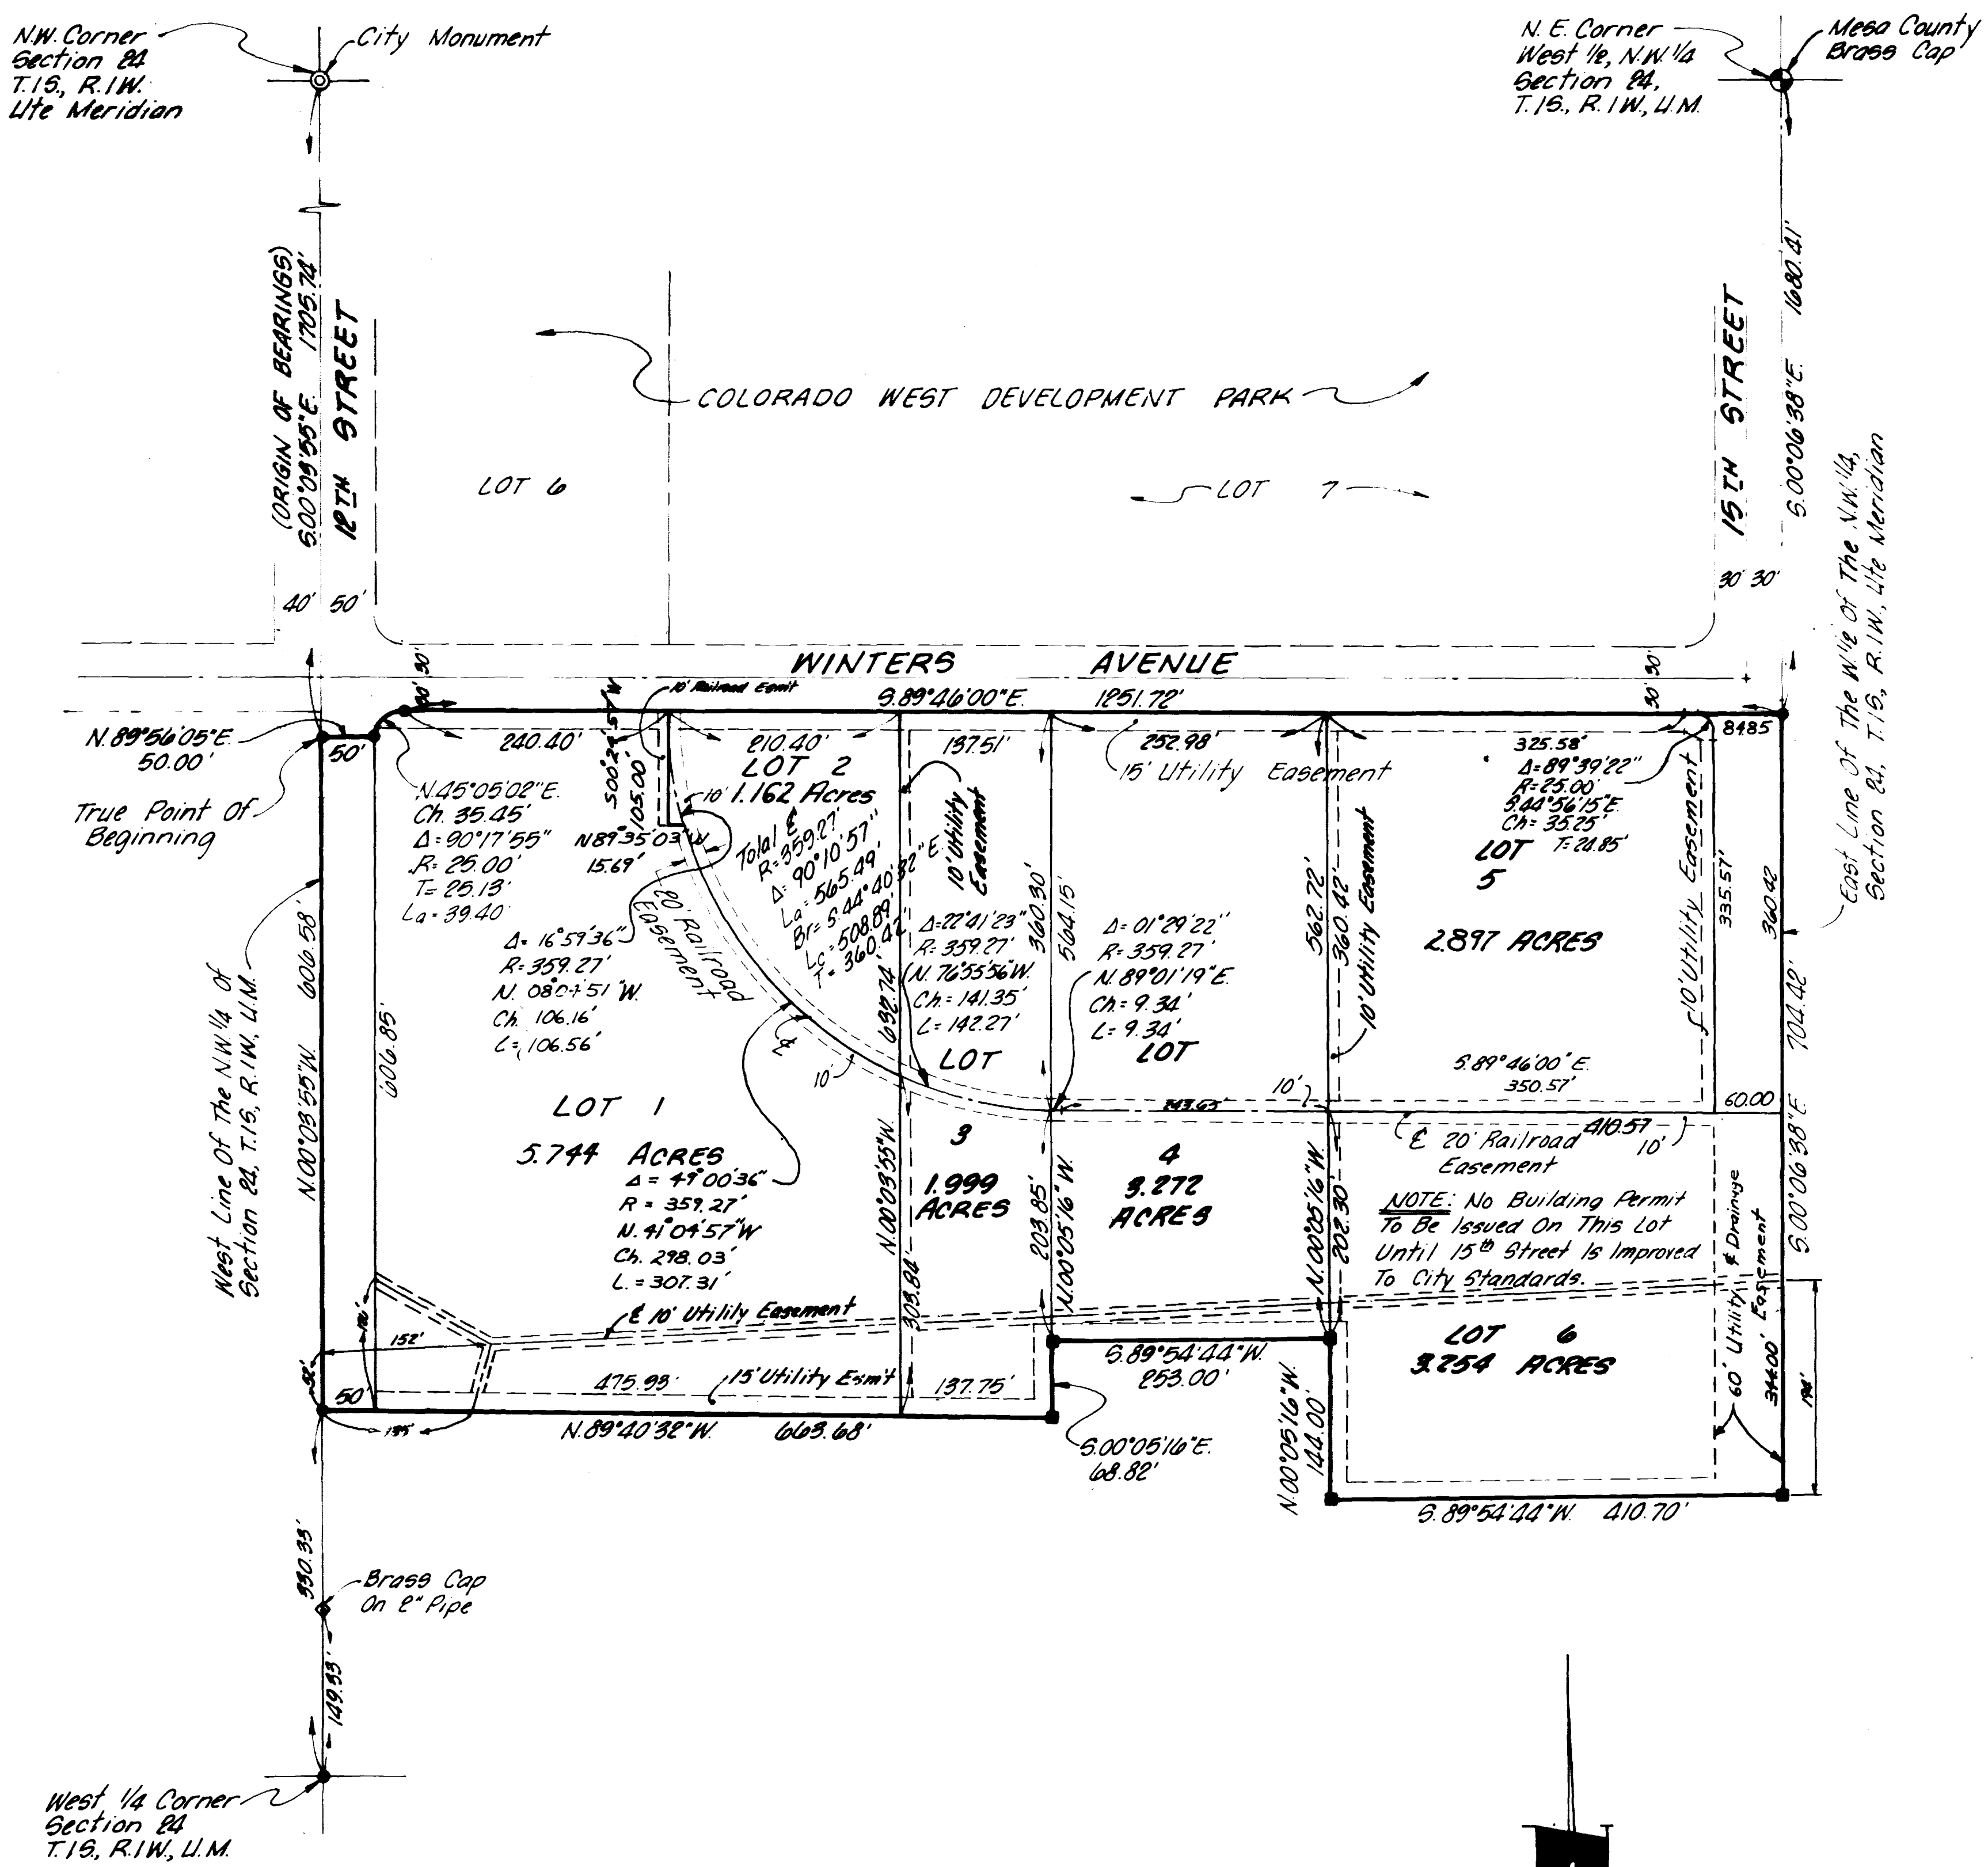 N.W. Corner
Section 24
T.1S., R.1W.
Ute Meridian
City Monument
N.E. Corner
West 1/2, N.W. 1/4
Section 24,
T.1S., R.1W., U.M.
Mesa County
Brass Cap
(ORIGIN OF BEARINGS)
S.00°03'55"E. 1705.74'
12TH STREET
COLORADO WEST DEVELOPMENT PARK
LOT 6
LOT 7
15TH STREET
S.00°06'38"E. 1680.41'
East Line Of The W.1/2 Of The N.W.1/4,
Section 24, T.1S., R.1W., Ute Meridian
40' 50'
30' 30'
WINTERS AVENUE
30' 30'
30' 30'
10' Railroad Esmt
S.89°46'00"E. 1251.72'
N.89°56'05"E.
50.00'
50'
True Point Of
Beginning
240.40'
210.40'
137.51'
252.98'
15' Utility Easement
325.58'
84.85
Δ=89°39'22"
R=25.00'
S.44°56'15"E.
Ch=35.25'
T=24.85'
LOT
5
2.897 ACRES
N.45°05'02"E.
Ch. 35.45'
Δ=90°17'55"
R=25.00'
T=25.13'
La=39.40'
S00°24'57"W
105.00'
N89°35'03"W
15.69'
LOT 2
1.162 Acres
10'
Total ℄
R=359.27'
Δ=90°10'57"
La=565.49'
Br=S.44°40'32"E.
Lc=508.89'
T=360.42'
20' Railroad
Easement
10' Utility
Easement
360.30'
564.15'
562.72'
360.42'
10' Utility Easement
10' Utility Easement
335.57'
360.42
704.42'
S.00°06'38"E.
Δ=16°59'36"
R=359.27'
N. 08°04'51"W.
Ch. 106.16'
L=106.56'
Δ=22°41'23"
R=359.27'
N.76°55'56"W.
Ch=141.35'
L=142.27'
LOT
3
1.999
ACRES
Δ=01°29'22"
R=359.27'
N.89°01'19"E.
Ch=9.34'
L=9.34'
LOT
4
3.272
ACRES
632.74'
N.00°03'55"W.
303.84'
West Line Of The N.W.1/4 of
Section 24, T.1S., R.1W., U.M.
N.00°03'55"W. 606.58'
606.85'
℄
10'
LOT 1
5.744 ACRES
Δ=49°00'36"
R=359.27'
N.41°04'57"W
Ch. 298.03'
L.=307.31'
10'
243.65'
S.89°46'00"E.
350.57'
60.00
410.57
10'
℄ 20' Railroad
Easement
NOTE: No Building Permit
To Be Issued On This Lot
Until 15th Street Is Improved
To City Standards.
203.85'
N.00°05'16"W.
N.00°05'16"W.
202.30'
60' Utility & Drainage
Easement
344.00'
194'
℄ 10' Utility Easement
152'
50'
135'
475.93'
15' Utility Esm't
137.75'
S.89°54'44"W.
253.00'
LOT 6
3.254 ACRES
N.89°40'32"W. 663.68'
S.00°05'16"E.
68.82'
N.00°05'16"W.
144.00'
S.89°54'44"W. 410.70'
330.33'
Brass Cap
On 2" Pipe
149.33'
West 1/4 Corner
Section 24
T.1S., R.1W., U.M.